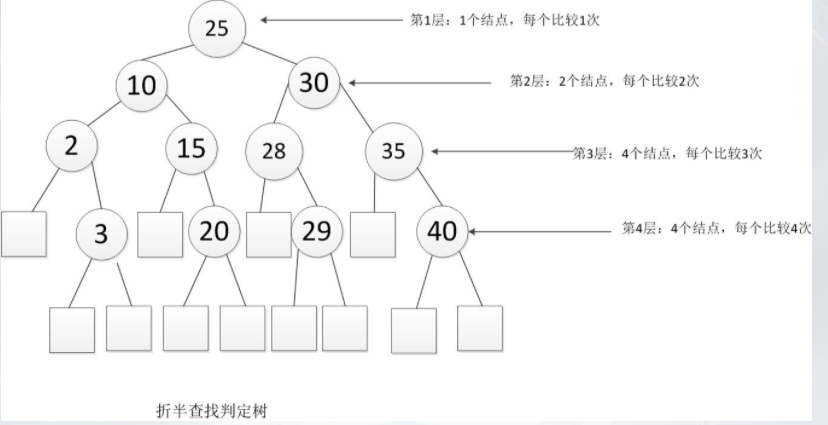 25
第1层：1个结点，每个比较1次
10
30
第2层：2个结点，每个比较2次
2
15
28
35
第3层：4个结点，每个比较3次
3
20
29
40
第4层：4个结点，每个比较4次
折半查找判定树